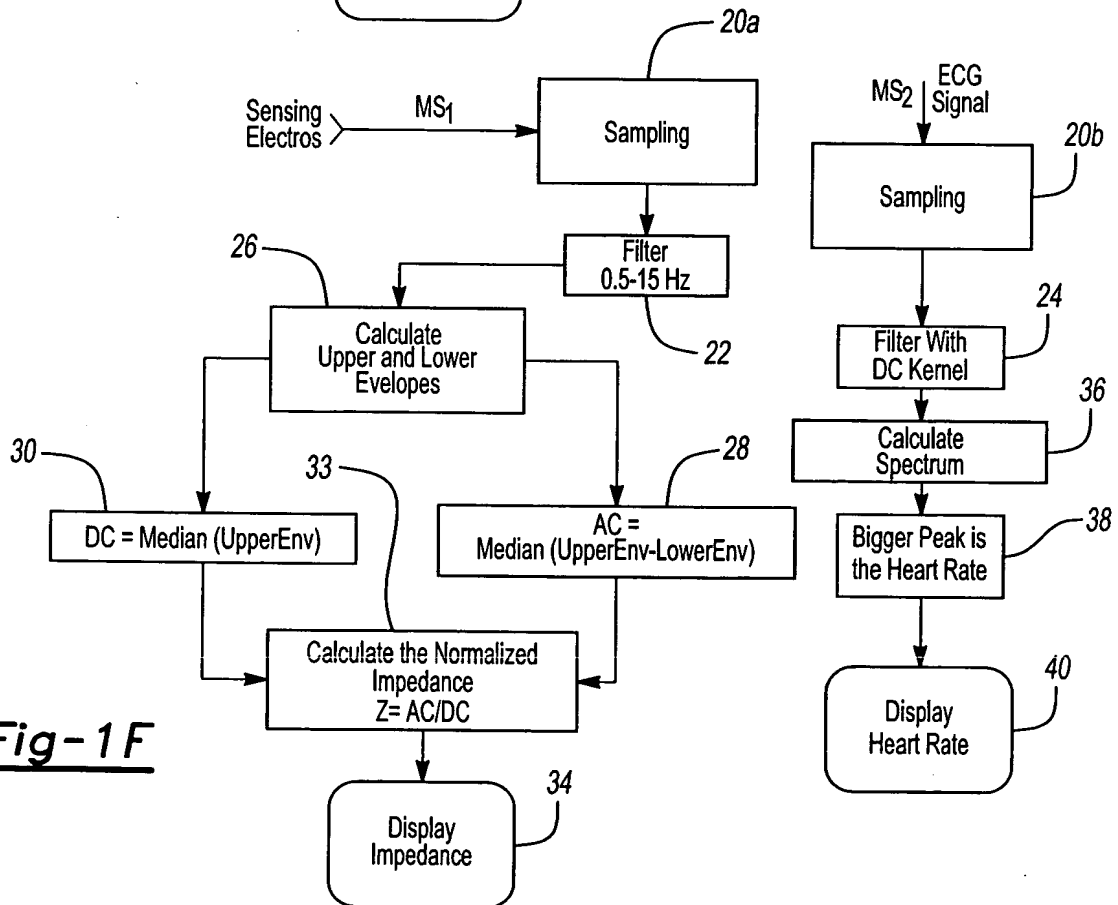 20a
Sensing
Electros
MS1
Sampling
MS2
ECG
Signal
20b
Sampling
Filter
0.5-15 Hz
22
26
Calculate
Upper and Lower
Evelopes
24
Filter With
DC Kernel
36
Calculate
Spectrum
30
DC = Median (UpperEnv)
33
28
AC =
Median (UpperEnv-LowerEnv)
38
Bigger Peak is
the Heart Rate
Calculate the Normalized
Impedance
Z= AC/DC
40
Display
Heart Rate
Fig-1F
34
Display
Impedance